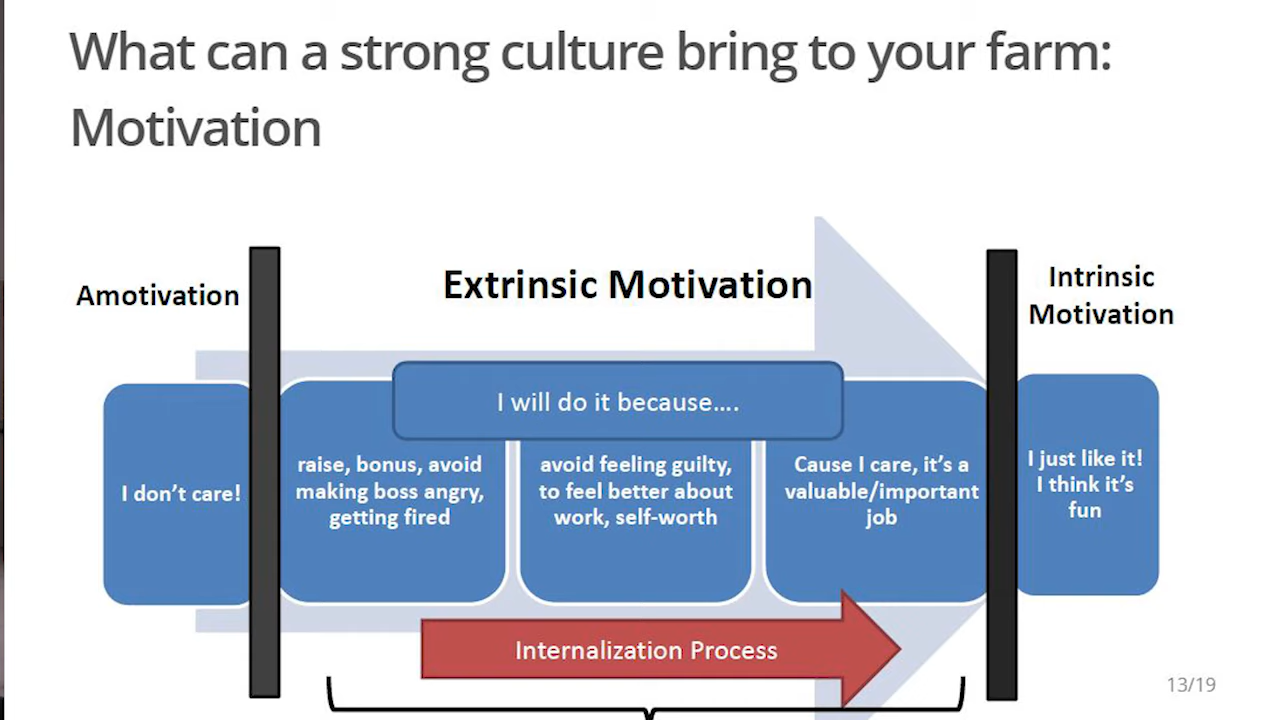 What can a strong culture bring to your farm:
Motivation
Amotivation
Extrinsic Motivation
Intrinsic
Motivation
I will do it because….
I don’t care!
raise, bonus, avoid
making boss angry,
getting fired
avoid feeling guilty,
to feel better about
work, self-worth
Cause I care, it’s a
valuable/important
job
I just like it!
I think it’s
fun
Internalization Process
13/19